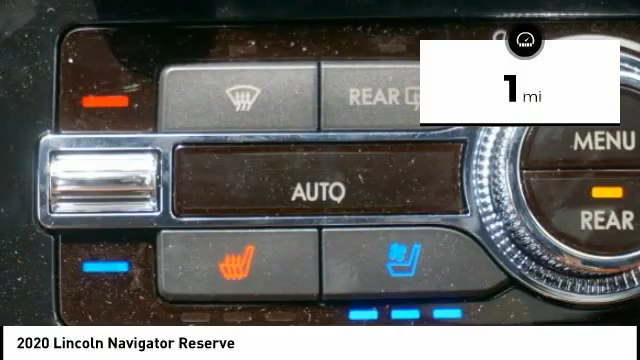 1 mi
REAR
MENU
AUTO
REAR
2020 Lincoln Navigator Reserve